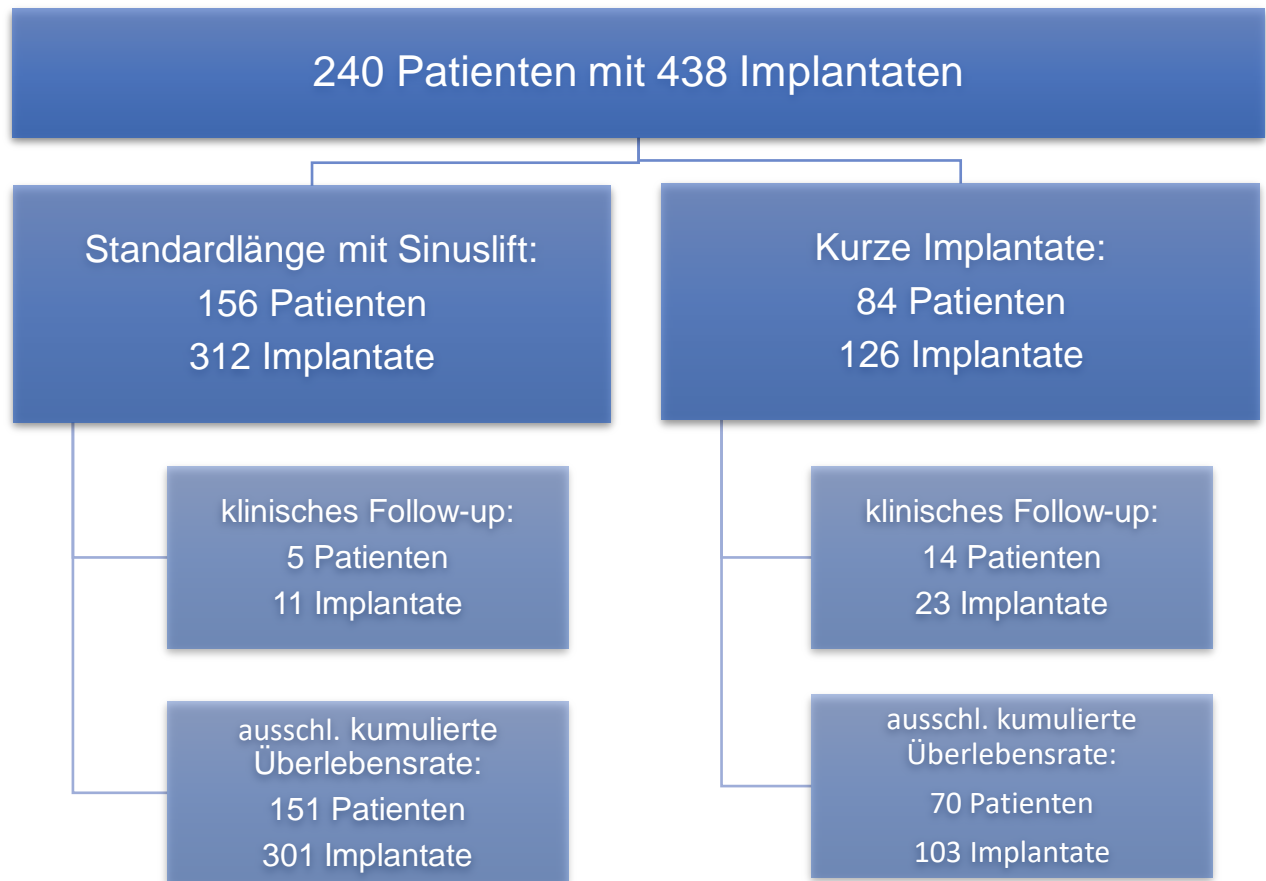 240 Patienten mit 438 Implantaten
Standardlänge mit Sinuslift:
156 Patienten
312 Implantate
Kurze Implantate:
84 Patienten
126 Implantate
klinisches Follow-up:
5 Patienten
11 Implantate
klinisches Follow-up:
14 Patienten
23 Implantate
ausschl. kumulierte
Überlebensrate:
151 Patienten
301 Implantate
ausschl. kumulierte
Überlebensrate:
70 Patienten
103 Implantate